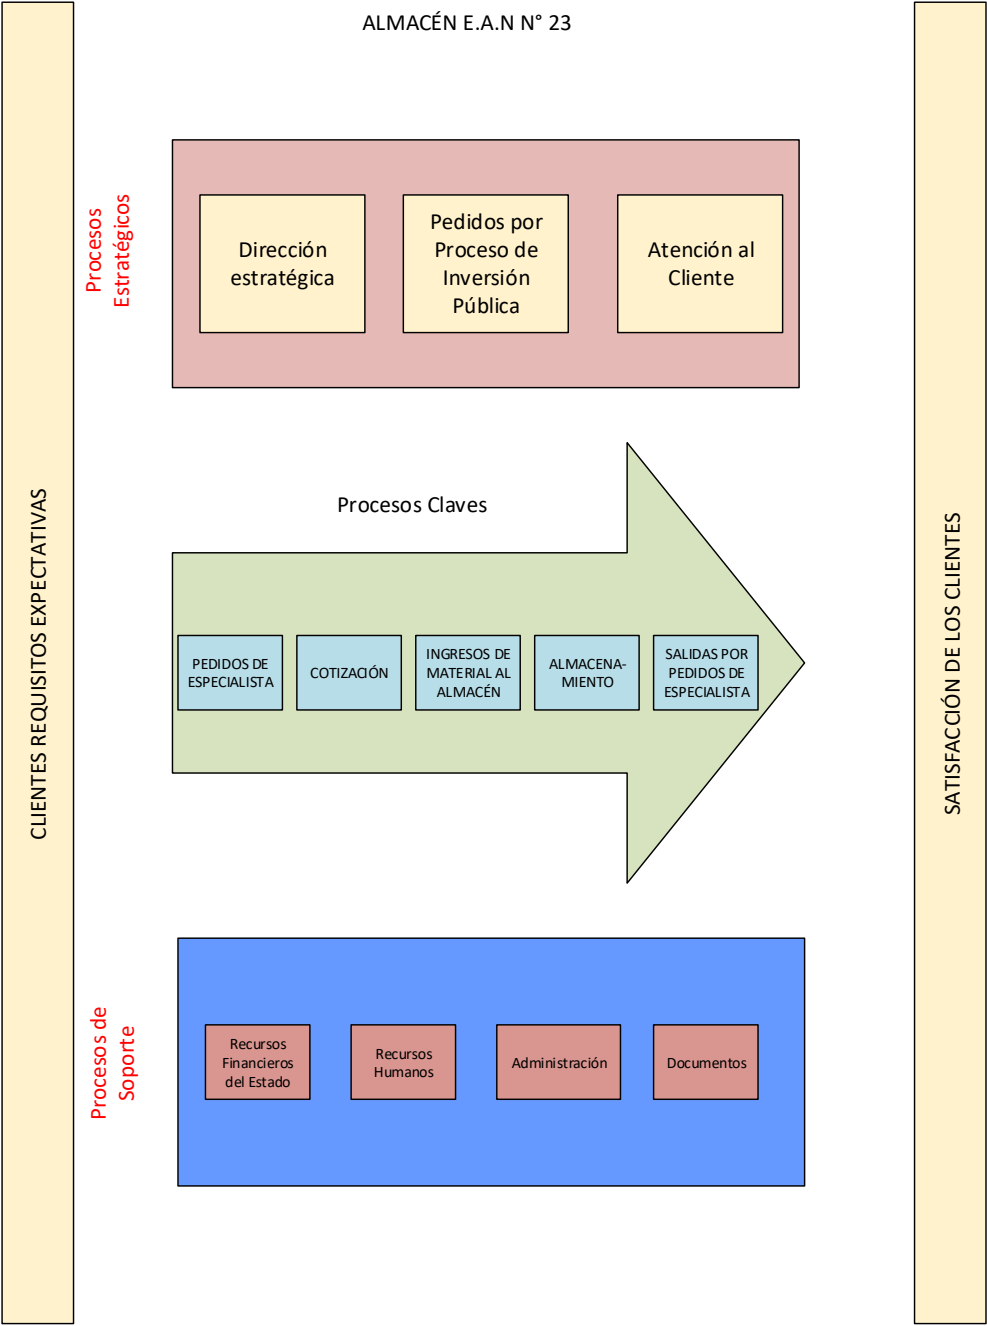 ALMACÉN E.A.N N° 23
CLIENTES REQUISITOS EXPECTATIVAS
Procesos
Estratégicos
Dirección
estratégica
Pedidos por
Proceso de
Inversión
Pública
Atención al
Cliente
Procesos Claves
PEDIDOS DE
ESPECIALISTA
COTIZACIÓN
INGRESOS DE
MATERIAL AL
ALMACÉN
ALMACENA-
MIENTO
SALIDAS POR
PEDIDOS DE
ESPECIALISTA
Procesos de
Soporte
Recursos
Financieros
del Estado
Recursos
Humanos
Administración
Documentos
SATISFACCIÓN DE LOS CLIENTES